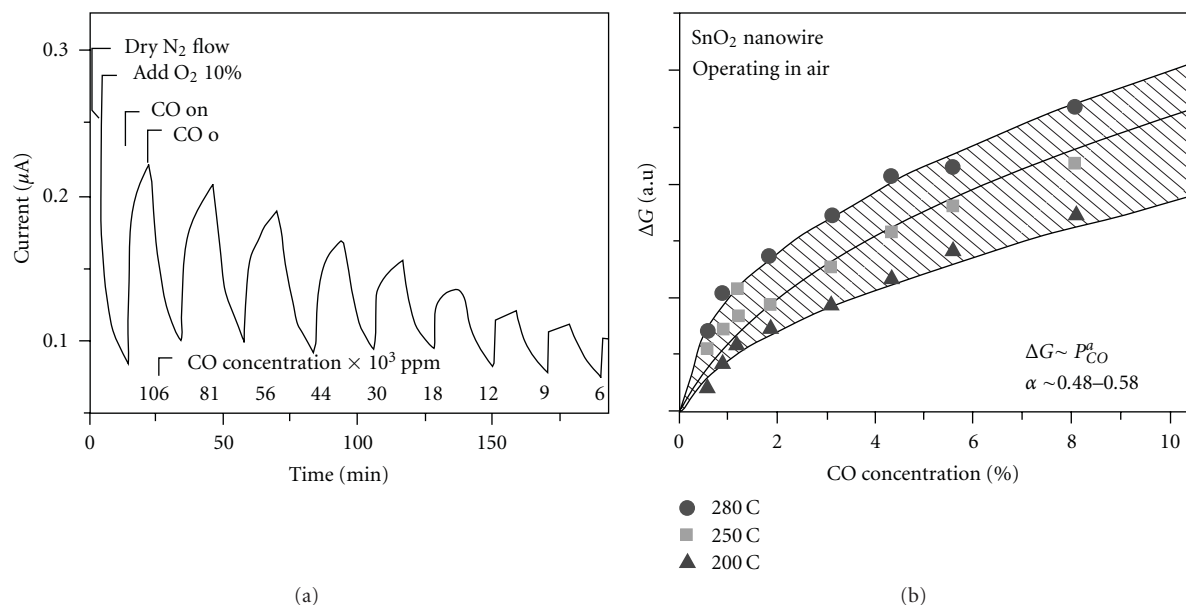 0.3
0.2
0.1
Current (μA)
Dry N2 flow
Add O2 10%
CO on
CO o
CO concentration × 10³ ppm
106 81 56 44 30 18 12 9 6
0 50 100 150
Time (min)
(a)
SnO2 nanowire
Operating in air
ΔG (a.u)
ΔG∼ P^a_CO
α ∼0.48–0.58
0 2 4 6 8 10
CO concentration (%)
280 C
250 C
200 C
(b)